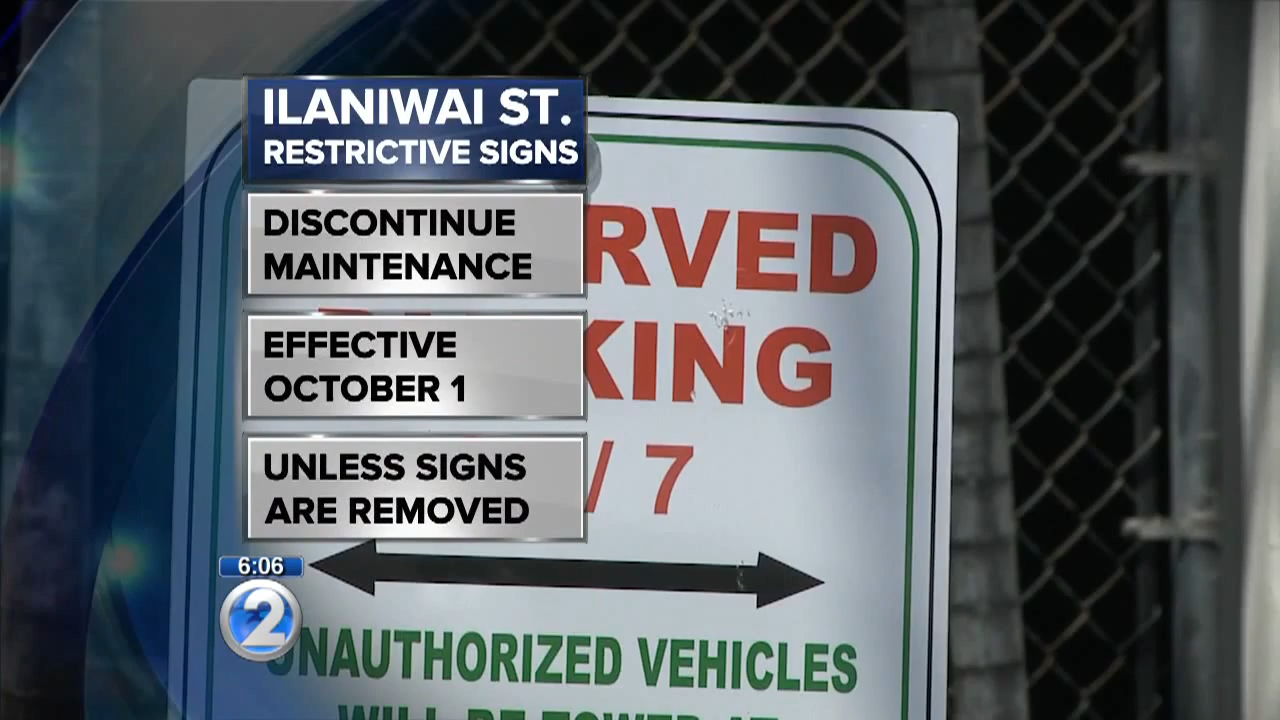 ILANIWAI ST.
RESTRICTIVE SIGNS
DISCONTINUE
MAINTENANCE
EFFECTIVE
OCTOBER 1
UNLESS SIGNS
ARE REMOVED
RVED
KING
/ 7
6:06
2
UNAUTHORIZED VEHICLES